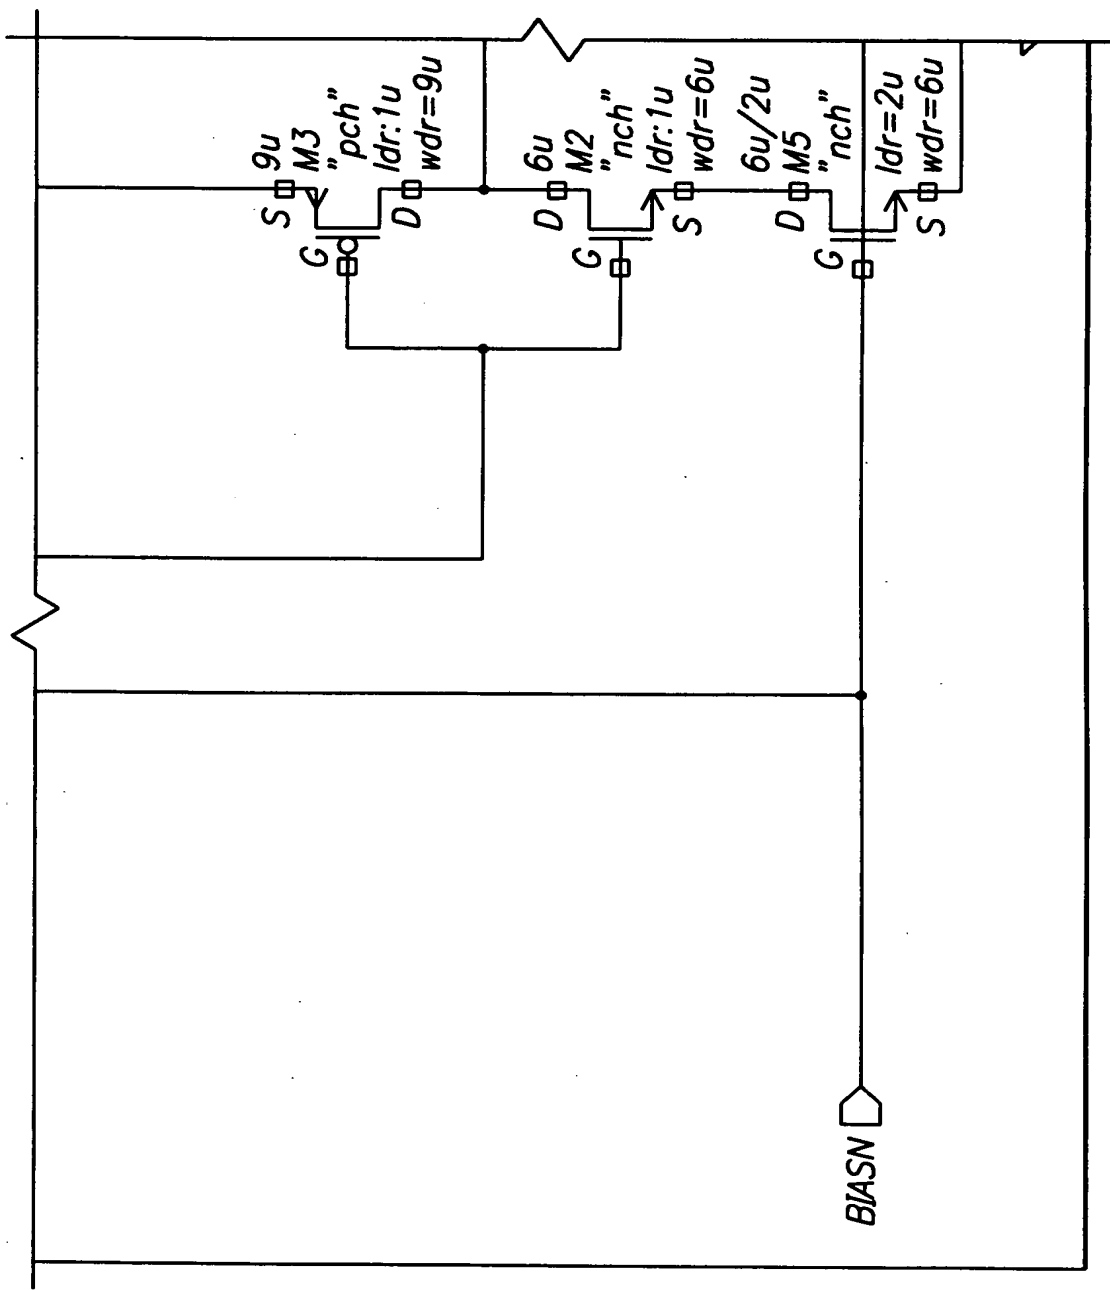 9u
M3
"pch"
ldr:1u
wdr=9u
S
G
D
6u
M2
"nch"
ldr:1u
wdr=6u
D
G
S
6u/2u
M5
"nch"
ldr=2u
wdr=6u
D
G
S
BIASN